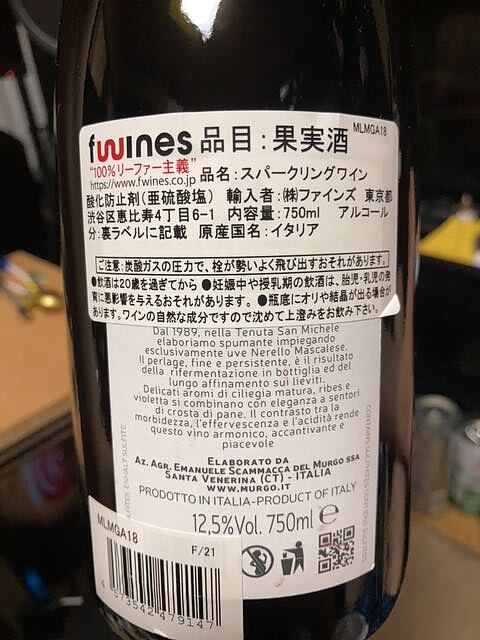 fwines 品目:果実酒
MLMGA18
"100%リーファー主義" 品名:スパークリングワイン
https://www.fwines.co.jp
酸化防止剤(亜硫酸塩) 輸入者:㈱ファインズ 東京都
渋谷区恵比寿4丁目6-1 内容量:750ml アルコール
分:裏ラベルに記載 原産国名:イタリア
ご注意:炭酸ガスの圧力で、栓が勢いよく飛び出すおそれがあります。
●飲酒は20歳を過ぎてから ●妊娠中や授乳期の飲酒は、胎児・乳児の発
育に悪影響を与えるおそれがあります。 ●瓶底にオリや結晶が出る場合が
あります。ワインの自然な成分ですので沈めて上澄みをお飲み下さい。
Dal 1989, nella Tenuta San Michele
elaboriamo spumante impiegando
esclusivamente uve Nerello Mascalese.
Il perlage, fine e persistente, è il risultato
della rifermentazione in bottiglia ed del
lungo affinamento sui lieviti.
Delicati aromi di ciliegia matura, ribes e
violetta si combinano con eleganza a sentori
di crosta di pane. Il contrasto tra la
morbidezza, l'effervescenza e l'acidità rende
questo vino armonico, accantivante e
piacevole
ELABORATO DA
AZ. AGR. EMANUELE SCAMMACCA DEL MURGO SSA
SANTA VENERINA (CT) - ITALIA
WWW.MURGO.IT
PRODOTTO IN ITALIA-PRODUCT OF ITALY
12,5%Vol. 750ml e
MLMGA18
F/21
4 573542 479147